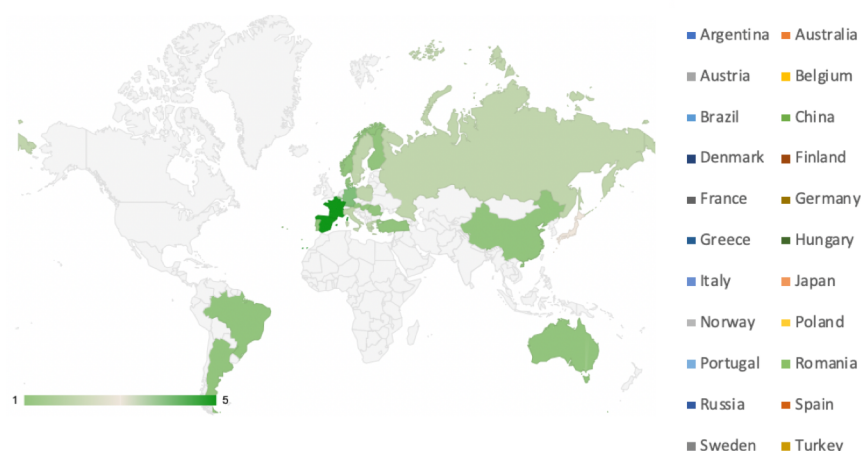 Argentina Australia
Austria Belgium
Brazil China
Denmark Finland
France Germany
Greece Hungary
Italy Japan
Norway Poland
Portugal Romania
1 5
Russia Spain
Sweden Turkey